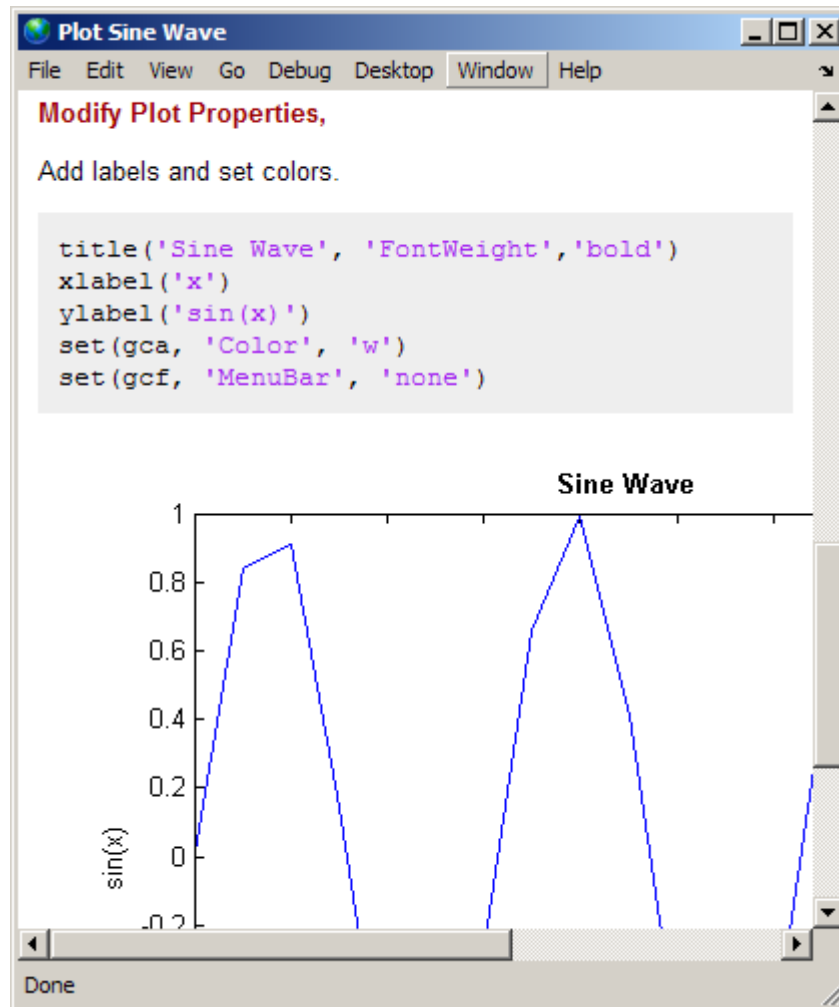 Plot Sine Wave
File Edit View Go Debug Desktop Window Help
Modify Plot Properties,
Add labels and set colors.
title('Sine Wave', 'FontWeight','bold')
xlabel('x')
ylabel('sin(x)')
set(gca, 'Color', 'w')
set(gcf, 'MenuBar', 'none')
Sine Wave
1
0.8
0.6
0.4
0.2
0
-0.2
sin(x)
Done